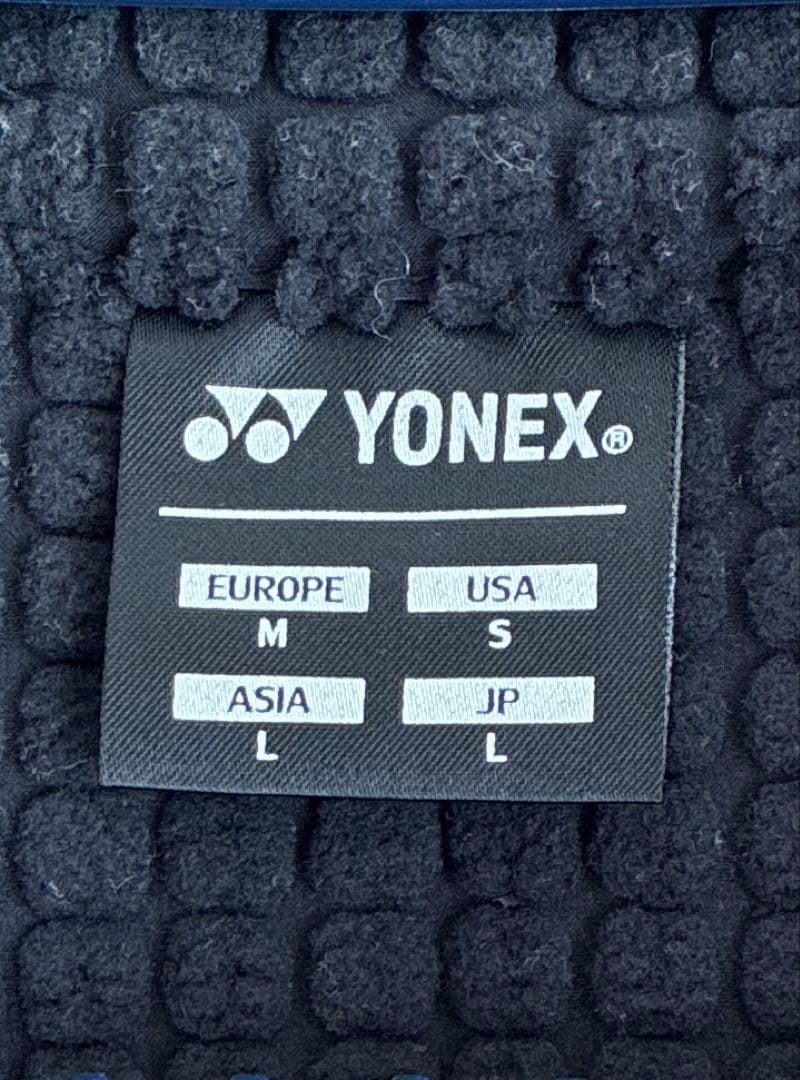 YONEX®
EUROPE USA
M S
ASIA JP
L L